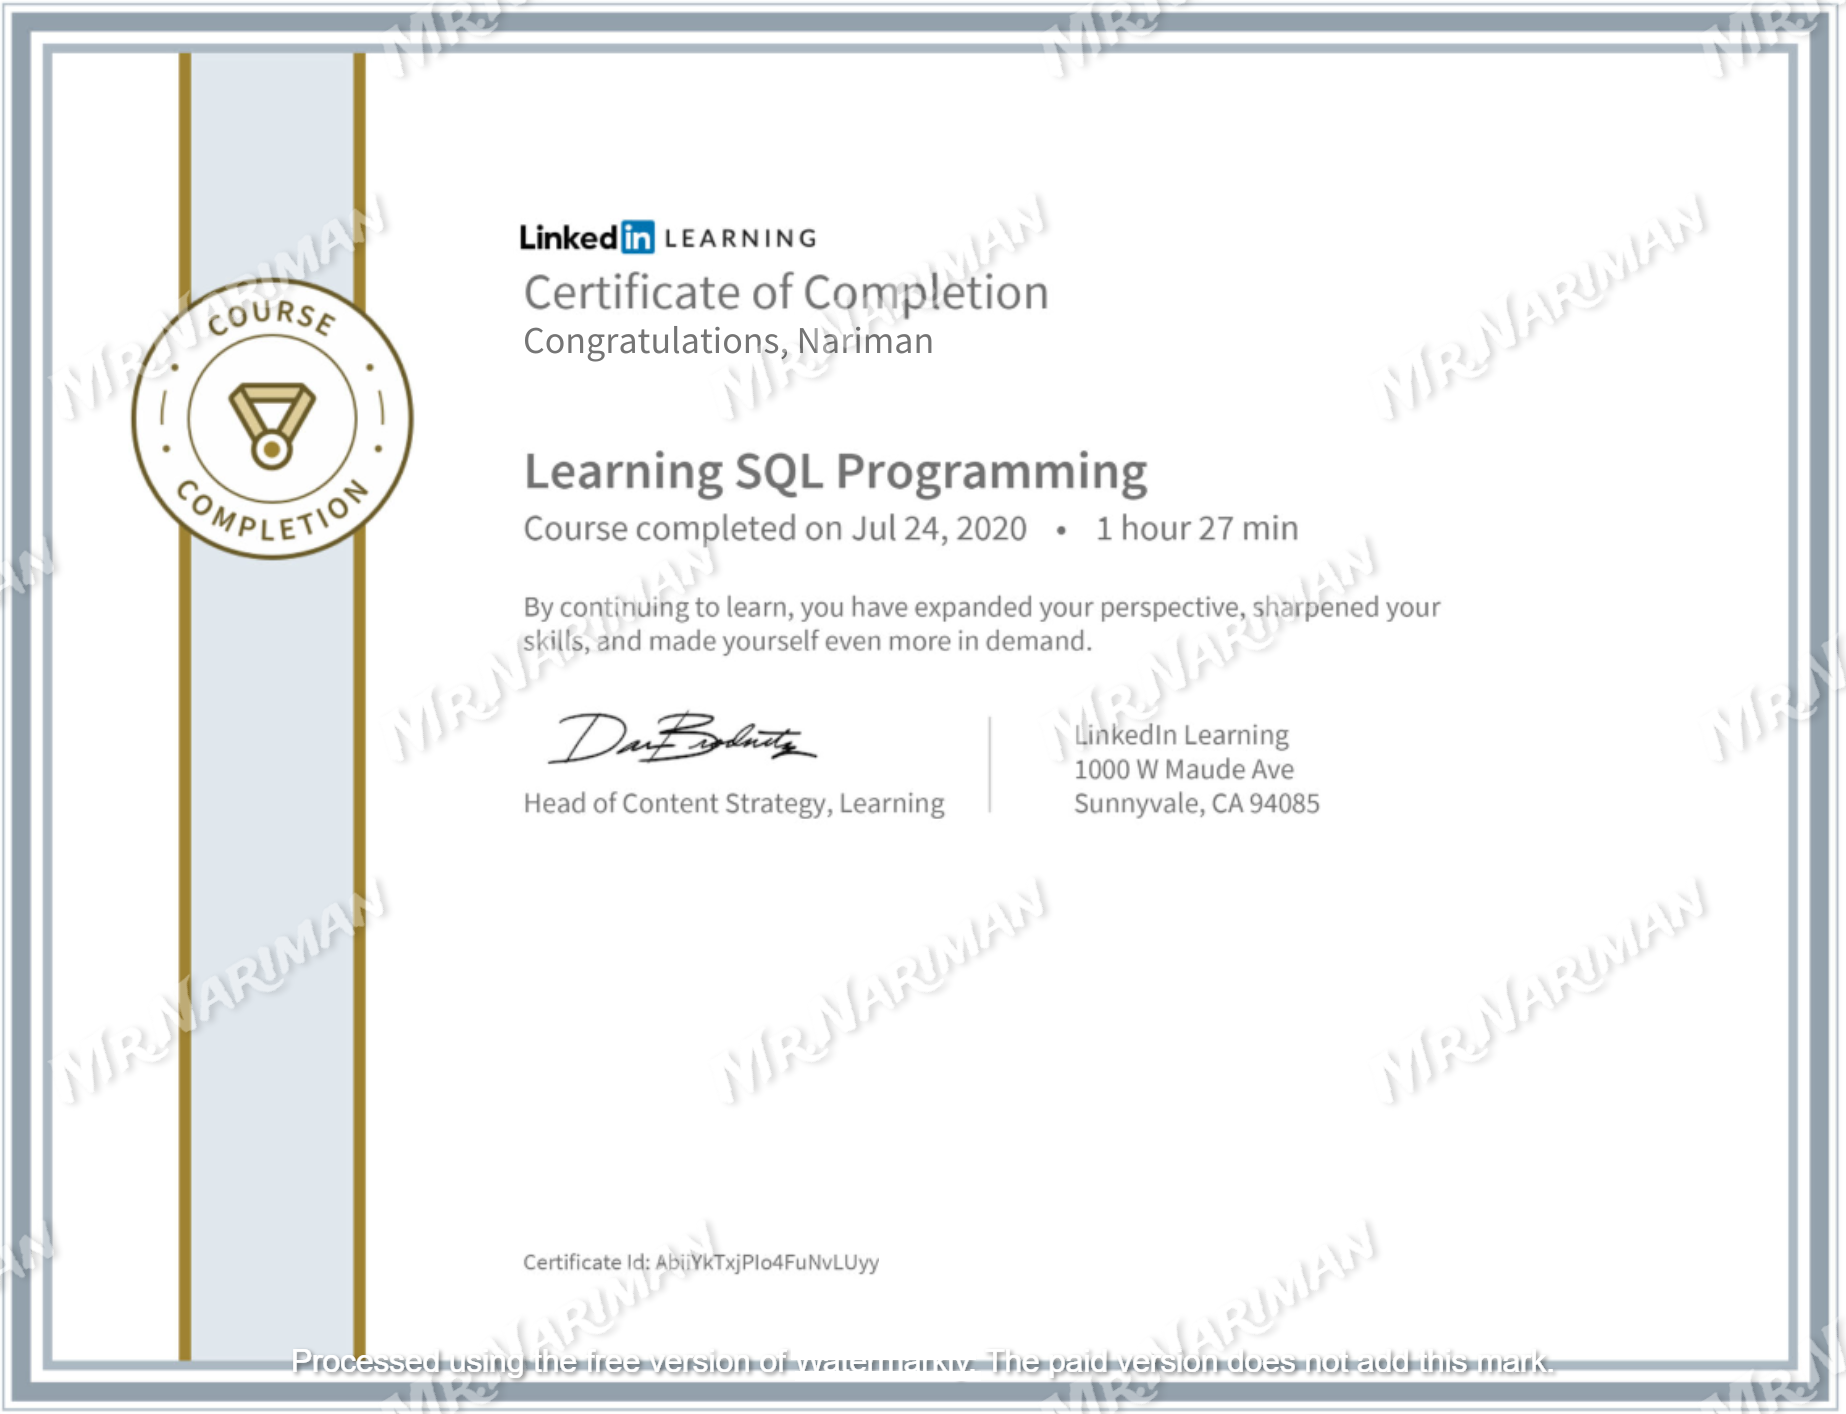 COURSE
COMPLETION
Linked in LEARNING
Certificate of Completion
Congratulations, Nariman
Learning SQL Programming
Course completed on Jul 24, 2020 • 1 hour 27 min
By continuing to learn, you have expanded your perspective, sharpened your
skills, and made yourself even more in demand.
Head of Content Strategy, Learning
LinkedIn Learning
1000 W Maude Ave
Sunnyvale, CA 94085
Certificate Id: AbiiYkTxjPIo4FuNvLUyy
Processed using the free version of Watermarkly. The paid version does not add this mark.
MR.NARIMAN